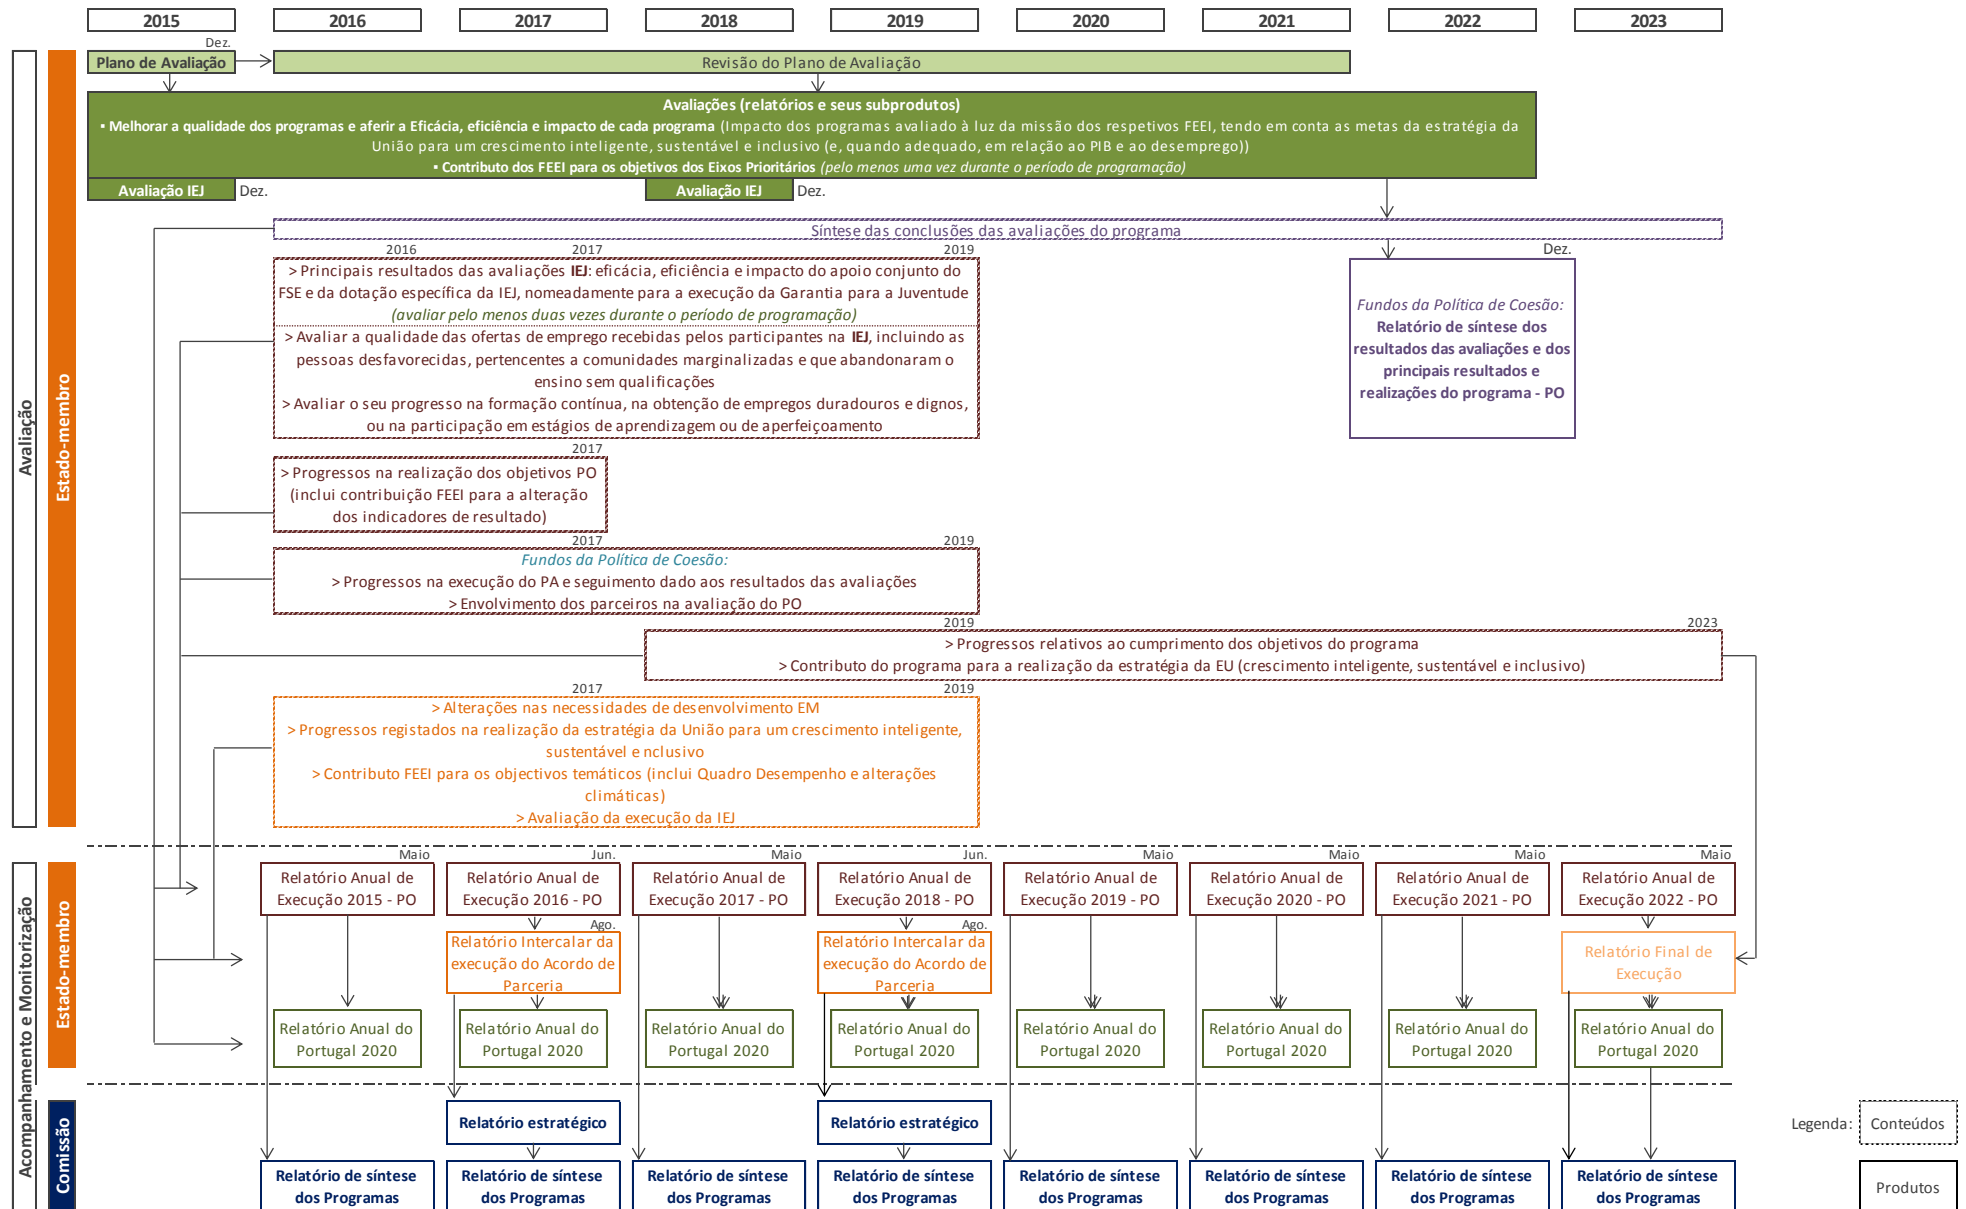 2015 2016 2017 2018 2019 2020 2021 2022 2023
Dez.
Plano de Avaliação
Revisão do Plano de Avaliação
Avaliações (relatórios e seus subprodutos)
▪ Melhorar a qualidade dos programas e aferir a Eficácia, eficiência e impacto de cada programa (Impacto dos programas avaliado à luz da missão dos respetivos FEEI, tendo em conta as metas da estratégia da
União para um crescimento inteligente, sustentável e inclusivo (e, quando adequado, em relação ao PIB e ao desemprego))
▪ Contributo dos FEEI para os objetivos dos Eixos Prioritários (pelo menos uma vez durante o período de programação)
Avaliação IEJ
Dez.
Avaliação IEJ
Dez.
Síntese das conclusões das avaliações do programa
2016 2017 2019
> Principais resultados das avaliações IEJ: eficácia, eficiência e impacto do apoio conjunto do
FSE e da dotação específica da IEJ, nomeadamente para a execução da Garantia para a Juventude
(avaliar pelo menos duas vezes durante o período de programação)
> Avaliar a qualidade das ofertas de emprego recebidas pelos participantes na IEJ, incluindo as
pessoas desfavorecidas, pertencentes a comunidades marginalizadas e que abandonaram o
ensino sem qualificações
> Avaliar o seu progresso na formação contínua, na obtenção de empregos duradouros e dignos,
ou na participação em estágios de aprendizagem ou de aperfeiçoamento
Dez.
Fundos da Política de Coesão:
Relatório de síntese dos
resultados das avaliações e dos
principais resultados e
realizações do programa - PO
2017
> Progressos na realização dos objetivos PO
(inclui contribuição FEEI para a alteração
dos indicadores de resultado)
2017 2019
Fundos da Política de Coesão:
> Progressos na execução do PA e seguimento dado aos resultados das avaliações
> Envolvimento dos parceiros na avaliação do PO
2019 2023
> Progressos relativos ao cumprimento dos objetivos do programa
> Contributo do programa para a realização da estratégia da EU (crescimento inteligente, sustentável e inclusivo)
2017 2019
> Alterações nas necessidades de desenvolvimento EM
> Progressos registados na realização da estratégia da União para um crescimento inteligente,
sustentável e nclusivo
> Contributo FEEI para os objectivos temáticos (inclui Quadro Desempenho e alterações
climáticas)
> Avaliação da execução da IEJ
Avaliação
Estado-membro
Maio Jun. Maio Jun. Maio Maio Maio Maio
Relatório Anual de
Execução 2015 - PO
Relatório Anual de
Execução 2016 - PO
Relatório Anual de
Execução 2017 - PO
Relatório Anual de
Execução 2018 - PO
Relatório Anual de
Execução 2019 - PO
Relatório Anual de
Execução 2020 - PO
Relatório Anual de
Execução 2021 - PO
Relatório Anual de
Execução 2022 - PO
Ago.
Relatório Intercalar da
execução do Acordo de
Parceria
Ago.
Relatório Intercalar da
execução do Acordo de
Parceria
Relatório Final de
Execução
Relatório Anual do
Portugal 2020
Relatório Anual do
Portugal 2020
Relatório Anual do
Portugal 2020
Relatório Anual do
Portugal 2020
Relatório Anual do
Portugal 2020
Relatório Anual do
Portugal 2020
Relatório Anual do
Portugal 2020
Relatório Anual do
Portugal 2020
Acompanhamento e Monitorização
Estado-membro
Comissão
Relatório estratégico
Relatório estratégico
Relatório de síntese
dos Programas
Relatório de síntese
dos Programas
Relatório de síntese
dos Programas
Relatório de síntese
dos Programas
Relatório de síntese
dos Programas
Relatório de síntese
dos Programas
Relatório de síntese
dos Programas
Relatório de síntese
dos Programas
Legenda:
Conteúdos
Produtos